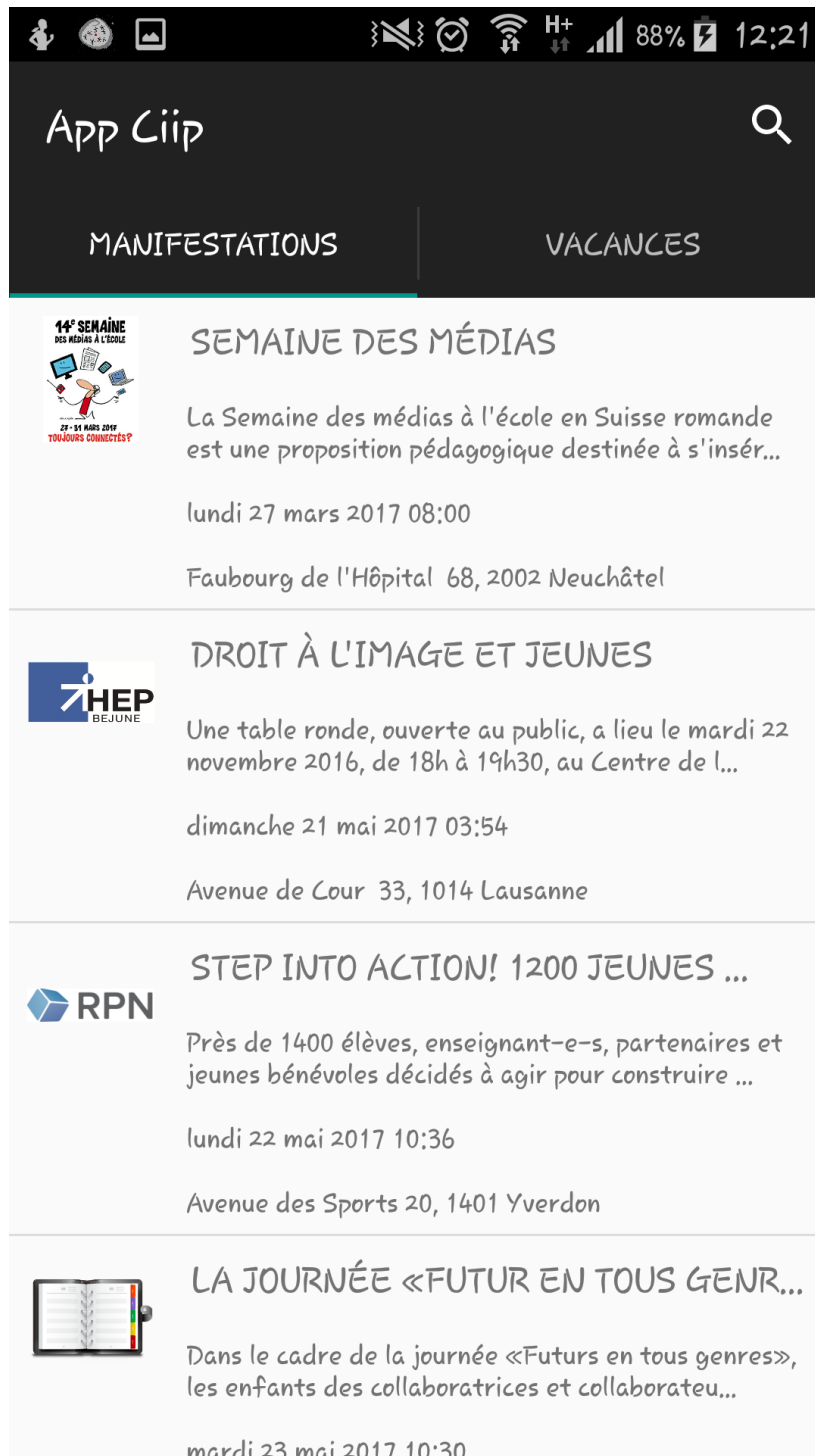 H+ 88% 12:21
App Ciip
MANIFESTATIONS VACANCES
14e SEMAINE
DES MÉDIAS À L'ÉCOLE
27 - 31 MARS 2017
TOUJOURS CONNECTÉS?
SEMAINE DES MÉDIAS
La Semaine des médias à l'école en Suisse romande
est une proposition pédagogique destinée à s'insér...
lundi 27 mars 2017 08:00
Faubourg de l'Hôpital 68, 2002 Neuchâtel
HEP
BEJUNE
DROIT À L'IMAGE ET JEUNES
Une table ronde, ouverte au public, a lieu le mardi 22
novembre 2016, de 18h à 19h30, au Centre de l...
dimanche 21 mai 2017 03:54
Avenue de Cour 33, 1014 Lausanne
RPN
STEP INTO ACTION! 1200 JEUNES ...
Près de 1400 élèves, enseignant-e-s, partenaires et
jeunes bénévoles décidés à agir pour construire ...
lundi 22 mai 2017 10:36
Avenue des Sports 20, 1401 Yverdon
LA JOURNÉE «FUTUR EN TOUS GENR...
Dans le cadre de la journée «Futurs en tous genres»,
les enfants des collaboratrices et collaborateu...
mardi 23 mai 2017 10:30